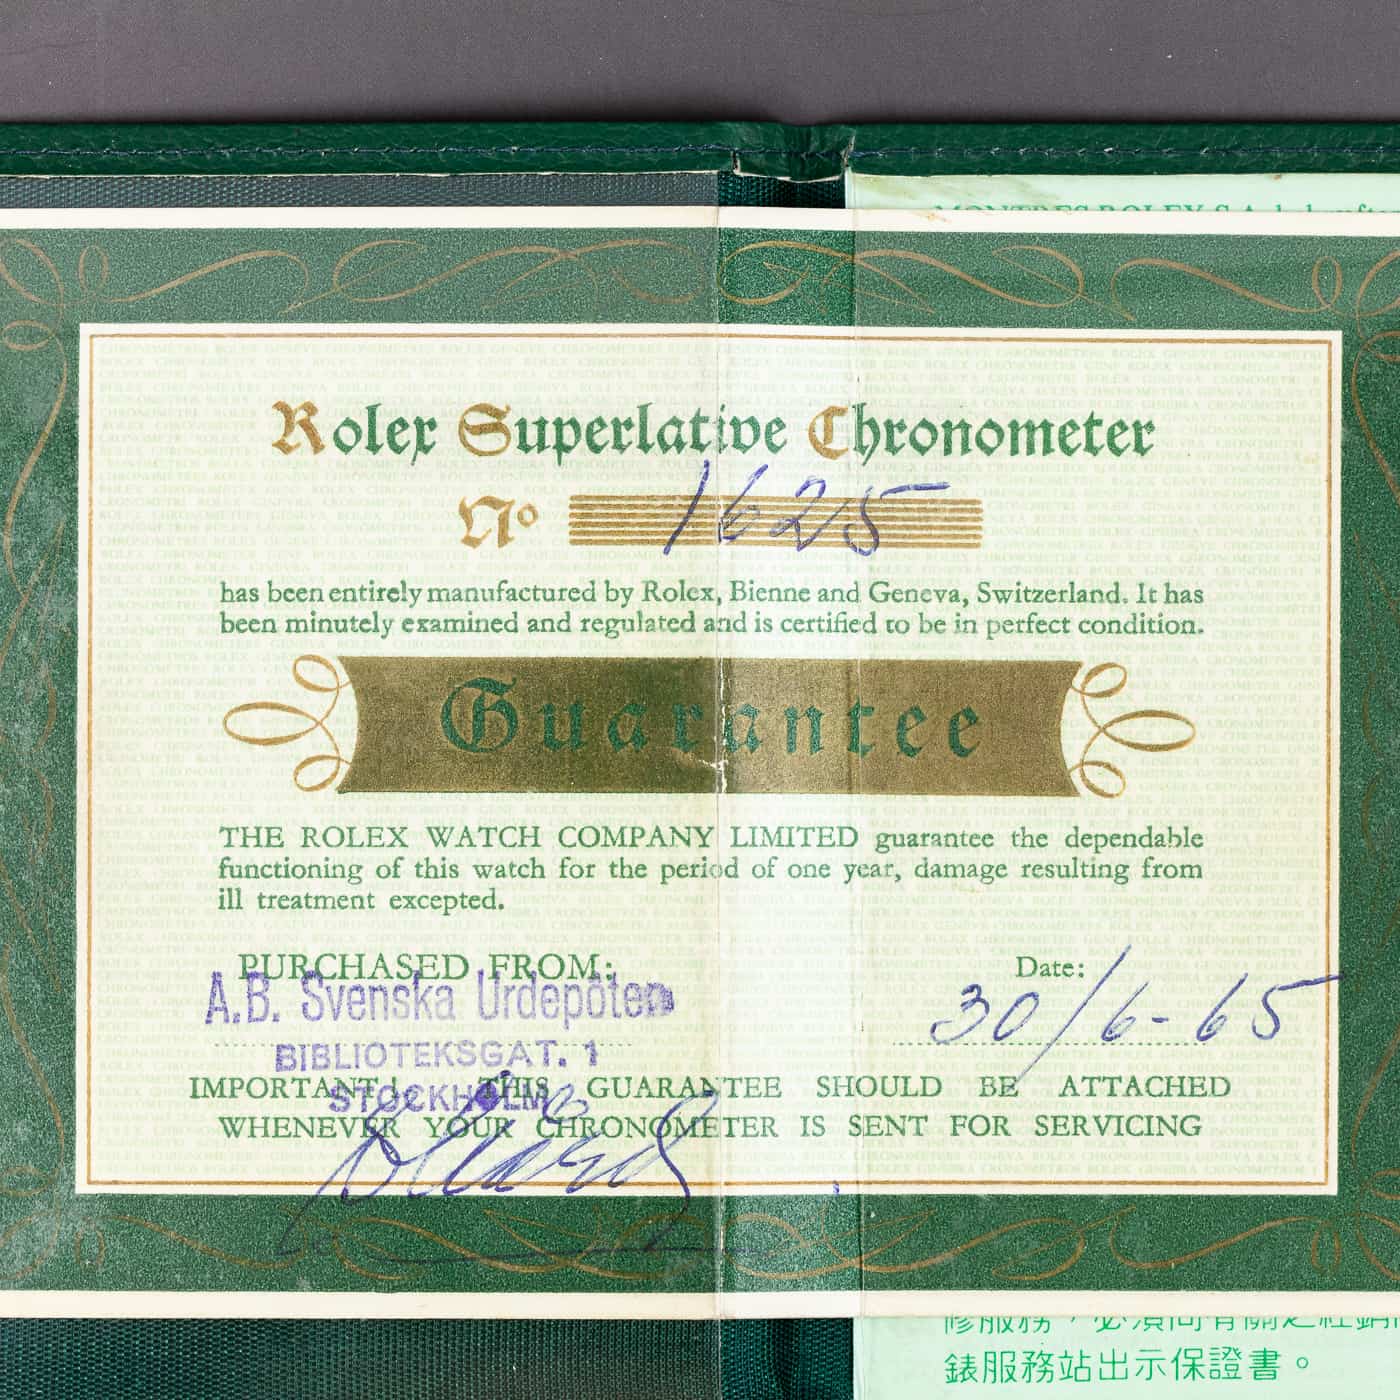 Rolex Superlative Chronometer
Nº 1625
has been entirely manufactured by Rolex, Bienne and Geneva, Switzerland. It has
been minutely examined and regulated and is certified to be in perfect condition.
Guarantee
THE ROLEX WATCH COMPANY LIMITED guarantee the dependable
functioning of this watch for the period of one year, damage resulting from
ill treatment excepted.
PURCHASED FROM:
A.B. Svenska Urdepôten
BIBLIOTEKSGAT. 1
STOCKHOLM
Date:
30/6-65
IMPORTANT! THIS GUARANTEE SHOULD BE ATTACHED
WHENEVER YOUR CHRONOMETER IS SENT FOR SERVICING
錶服務站出示保證書。